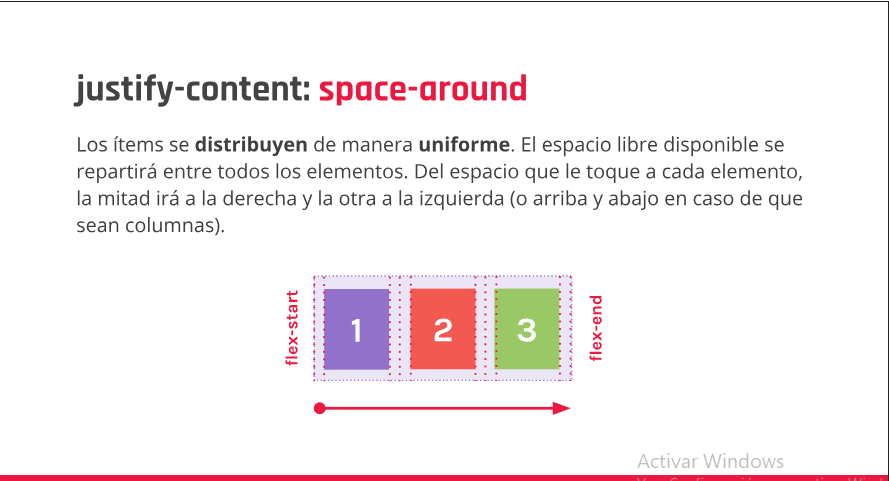 justify-content: space-around
Los ítems se distribuyen de manera uniforme. El espacio libre disponible se
repartirá entre todos los elementos. Del espacio que le toque a cada elemento,
la mitad irá a la derecha y la otra a la izquierda (o arriba y abajo en caso de que
sean columnas).
flex-start
1
2
3
flex-end
Activar Windows